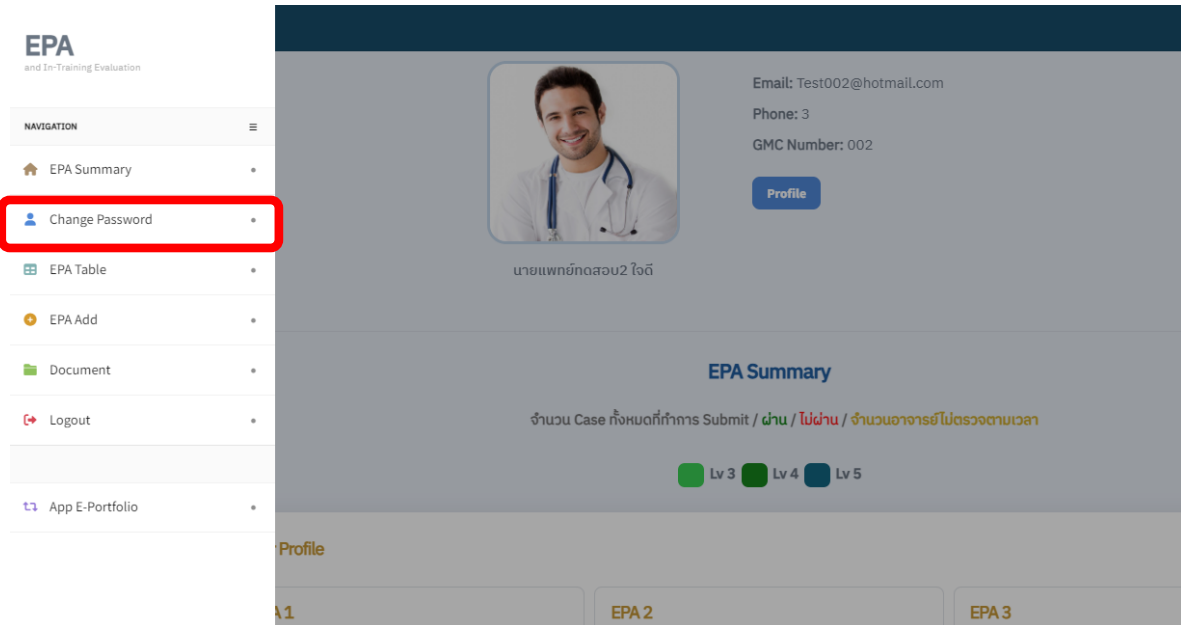 EPA
and In-Training Evaluation
NAVIGATION
EPA Summary
Change Password
EPA Table
EPA Add
Document
Logout
App E-Portfolio
Email: Test002@hotmail.com
Phone: 3
GMC Number: 002
Profile
นายแพทย์ทดสอบ2 ใจดี
EPA Summary
จำนวน Case ทั้งหมดที่ทำการ Submit / ผ่าน / ไม่ผ่าน / จำนวนอาจารย์ไม่ตรวจตามเวลา
Lv 3 Lv 4 Lv 5
Profile
A 1
EPA 2
EPA 3